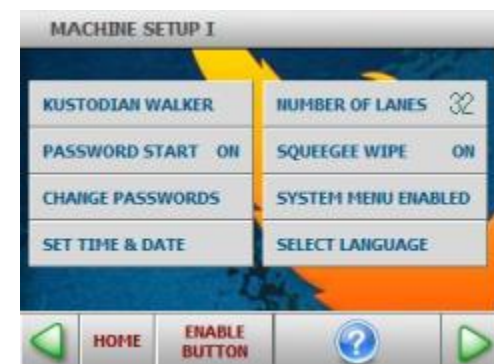 MACHINE SETUP I
KUSTODIAN WALKER
NUMBER OF LANES 32
PASSWORD START ON
SQUEEGEE WIPE ON
CHANGE PASSWORDS
SYSTEM MENU ENABLED
SET TIME & DATE
SELECT LANGUAGE
HOME
ENABLE
BUTTON
?